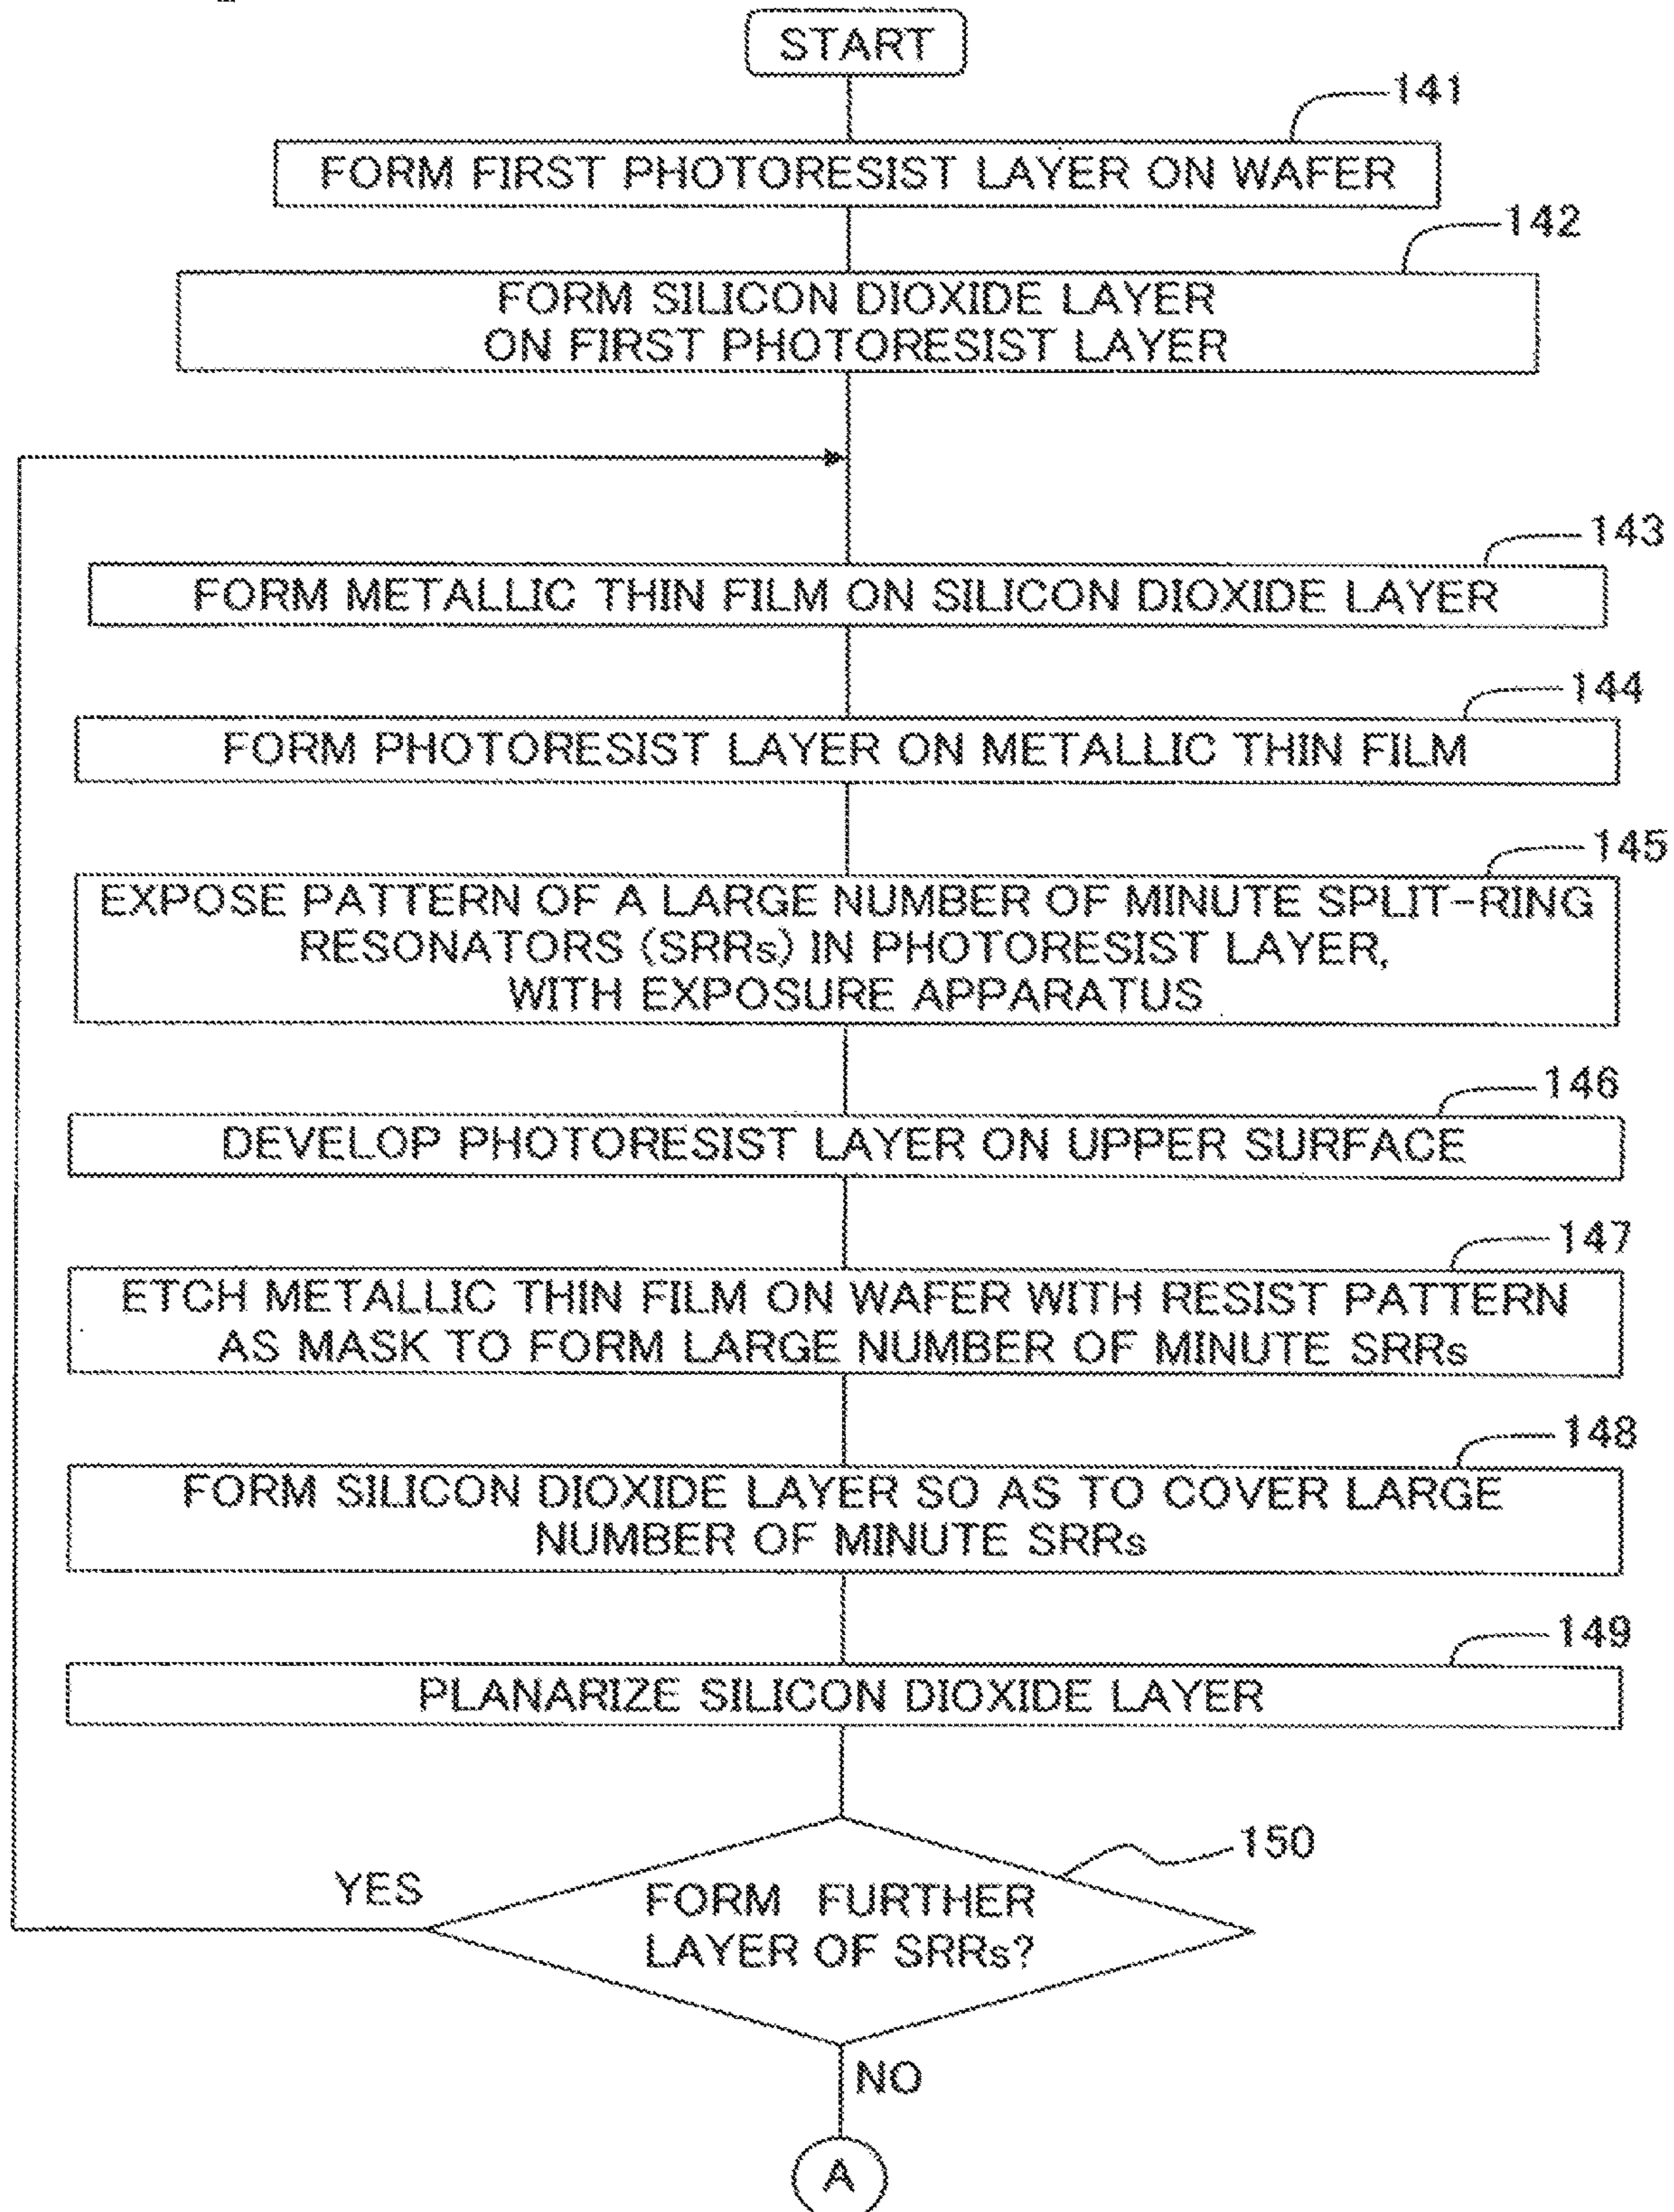 START
141
FORM FIRST PHOTORESIST LAYER ON WAFER
142
FORM SILICON DIOXIDE LAYER
ON FIRST PHOTORESIST LAYER
143
FORM METALLIC THIN FILM ON SILICON DIOXIDE LAYER
144
FORM PHOTORESIST LAYER ON METALLIC THIN FILM
145
EXPOSE PATTERN OF A LARGE NUMBER OF MINUTE SPLIT-RING
RESONATORS (SRRs) IN PHOTORESIST LAYER,
WITH EXPOSURE APPARATUS
146
DEVELOP PHOTORESIST LAYER ON UPPER SURFACE
147
ETCH METALLIC THIN FILM ON WAFER WITH RESIST PATTERN
AS MASK TO FORM LARGE NUMBER OF MINUTE SRRs
148
FORM SILICON DIOXIDE LAYER SO AS TO COVER LARGE
NUMBER OF MINUTE SRRs
149
PLANARIZE SILICON DIOXIDE LAYER
150
YES
FORM FURTHER
LAYER OF SRRs?
NO
A